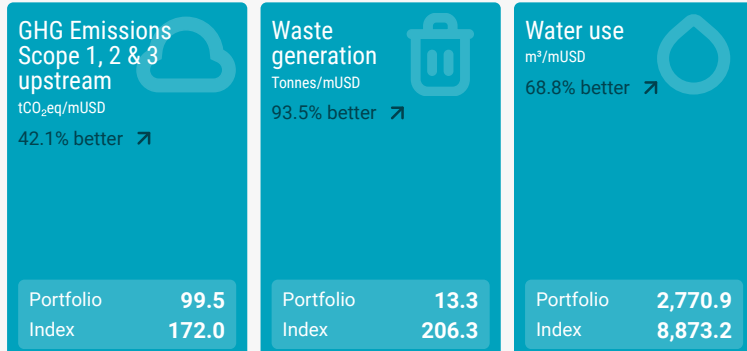 GHG Emissions
Scope 1, 2 & 3
upstream
tCO₂eq/mUSD
42.1% better
Portfolio 99.5
Index 172.0
Waste
generation
Tonnes/mUSD
93.5% better
Portfolio 13.3
Index 206.3
Water use
m³/mUSD
68.8% better
Portfolio 2,770.9
Index 8,873.2